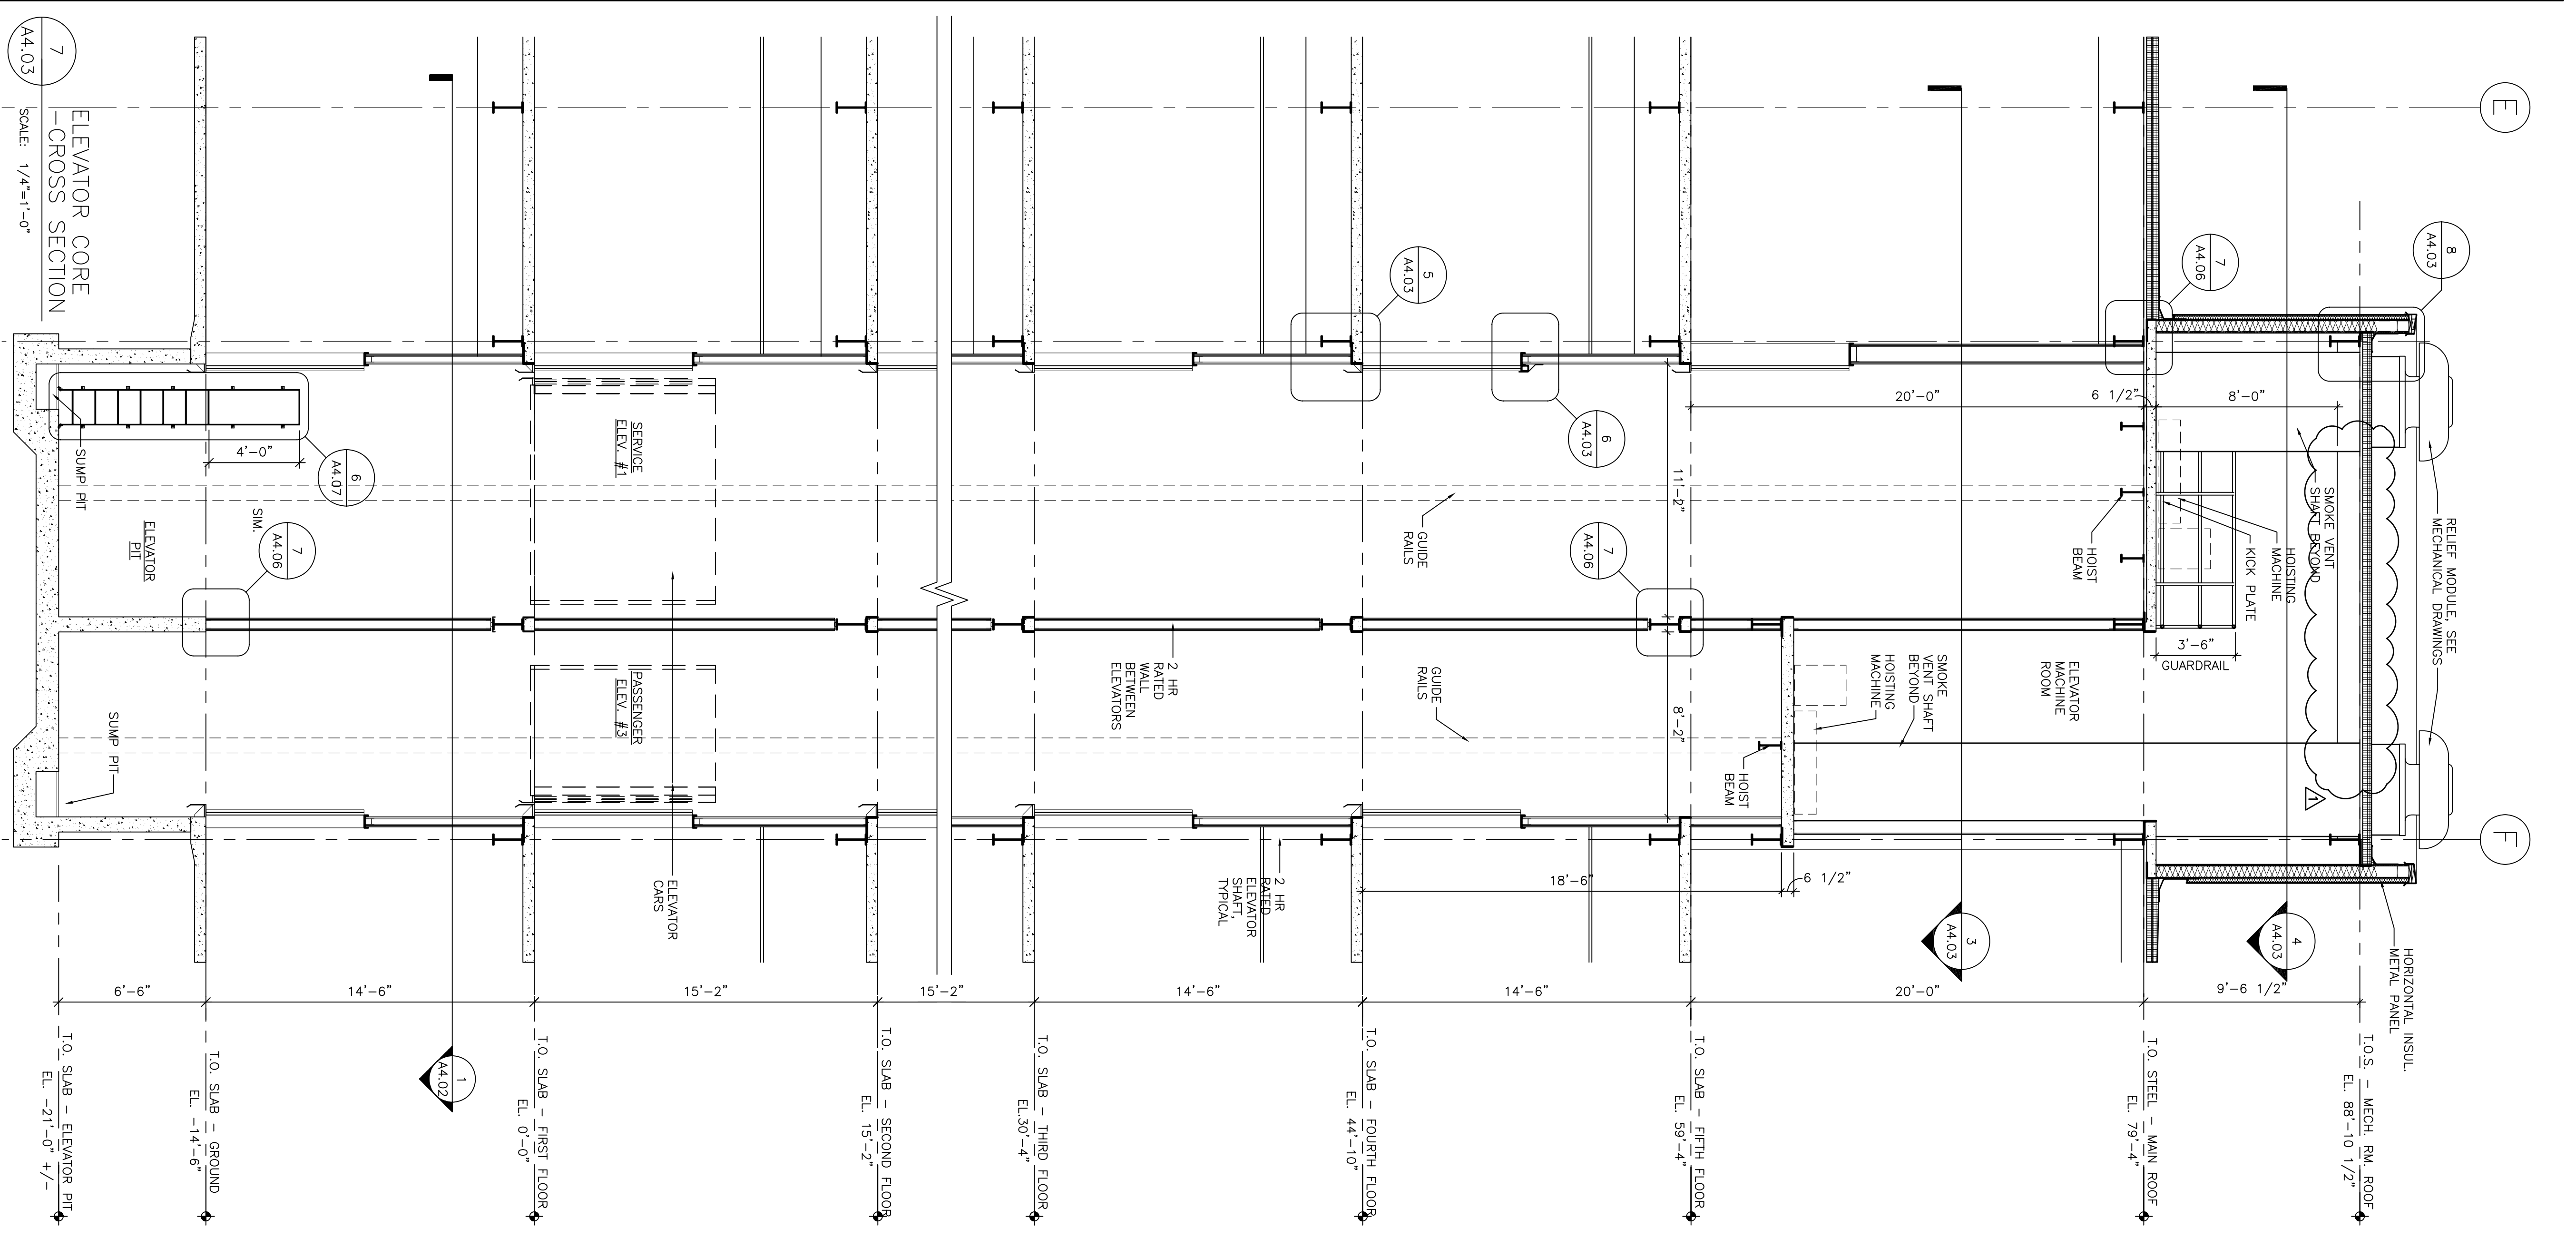 E
F
8
A4.03
7
A4.06
RELIEF MODULE, SEE
MECHANICAL DRAWINGS
HORIZONTAL INSUL.
METAL PANEL
SMOKE VENT
SHAFT BEYOND
HOISTING
MACHINE
KICK PLATE
8'-0"
6 1/2"
20'-0"
HOIST
BEAM
3'-6"
GUARDRAIL
1
4
A4.03
9'-6 1/2"
T.O.S. - MECH. RM. ROOF
EL. 88'-10 1/2"
T.O. STEEL - MAIN ROOF
EL. 79'-4"
ELEVATOR
MACHINE
ROOM
SMOKE
VENT SHAFT
BEYOND
HOISTING
MACHINE
HOIST
BEAM
3
A4.03
20'-0"
6 1/2"
18'-6"
T.O. SLAB - FIFTH FLOOR
EL. 59'-4"
5
A4.03
6
A4.03
11'-2"
8'-2"
7
A4.06
GUIDE
RAILS
GUIDE
RAILS
14'-6"
T.O. SLAB - FOURTH FLOOR
EL. 44'-10"
2 HR
RATED
WALL
BETWEEN
ELEVATORS
2 HR
RATED
ELEVATOR
SHAFT,
TYPICAL
14'-6"
T.O. SLAB - THIRD FLOOR
EL.30'-4"
15'-2"
T.O. SLAB - SECOND FLOOR
EL. 15'-2"
SERVICE
ELEV. #1
PASSENGER
ELEV. #3
ELEVATOR
CARS
15'-2"
T.O. SLAB - FIRST FLOOR
EL. 0'-0"
14'-6"
1
A4.02
6
A4.07
4'-0"
7
A4.06
SIM.
T.O. SLAB - GROUND
EL. -14'-6"
ELEVATOR
PIT
SUMP PIT
SUMP PIT
6'-6"
T.O. SLAB - ELEVATOR PIT
EL. -21'-0" +/-
7
A4.03
ELEVATOR CORE
-CROSS SECTION
SCALE: 1/4"=1'-0"